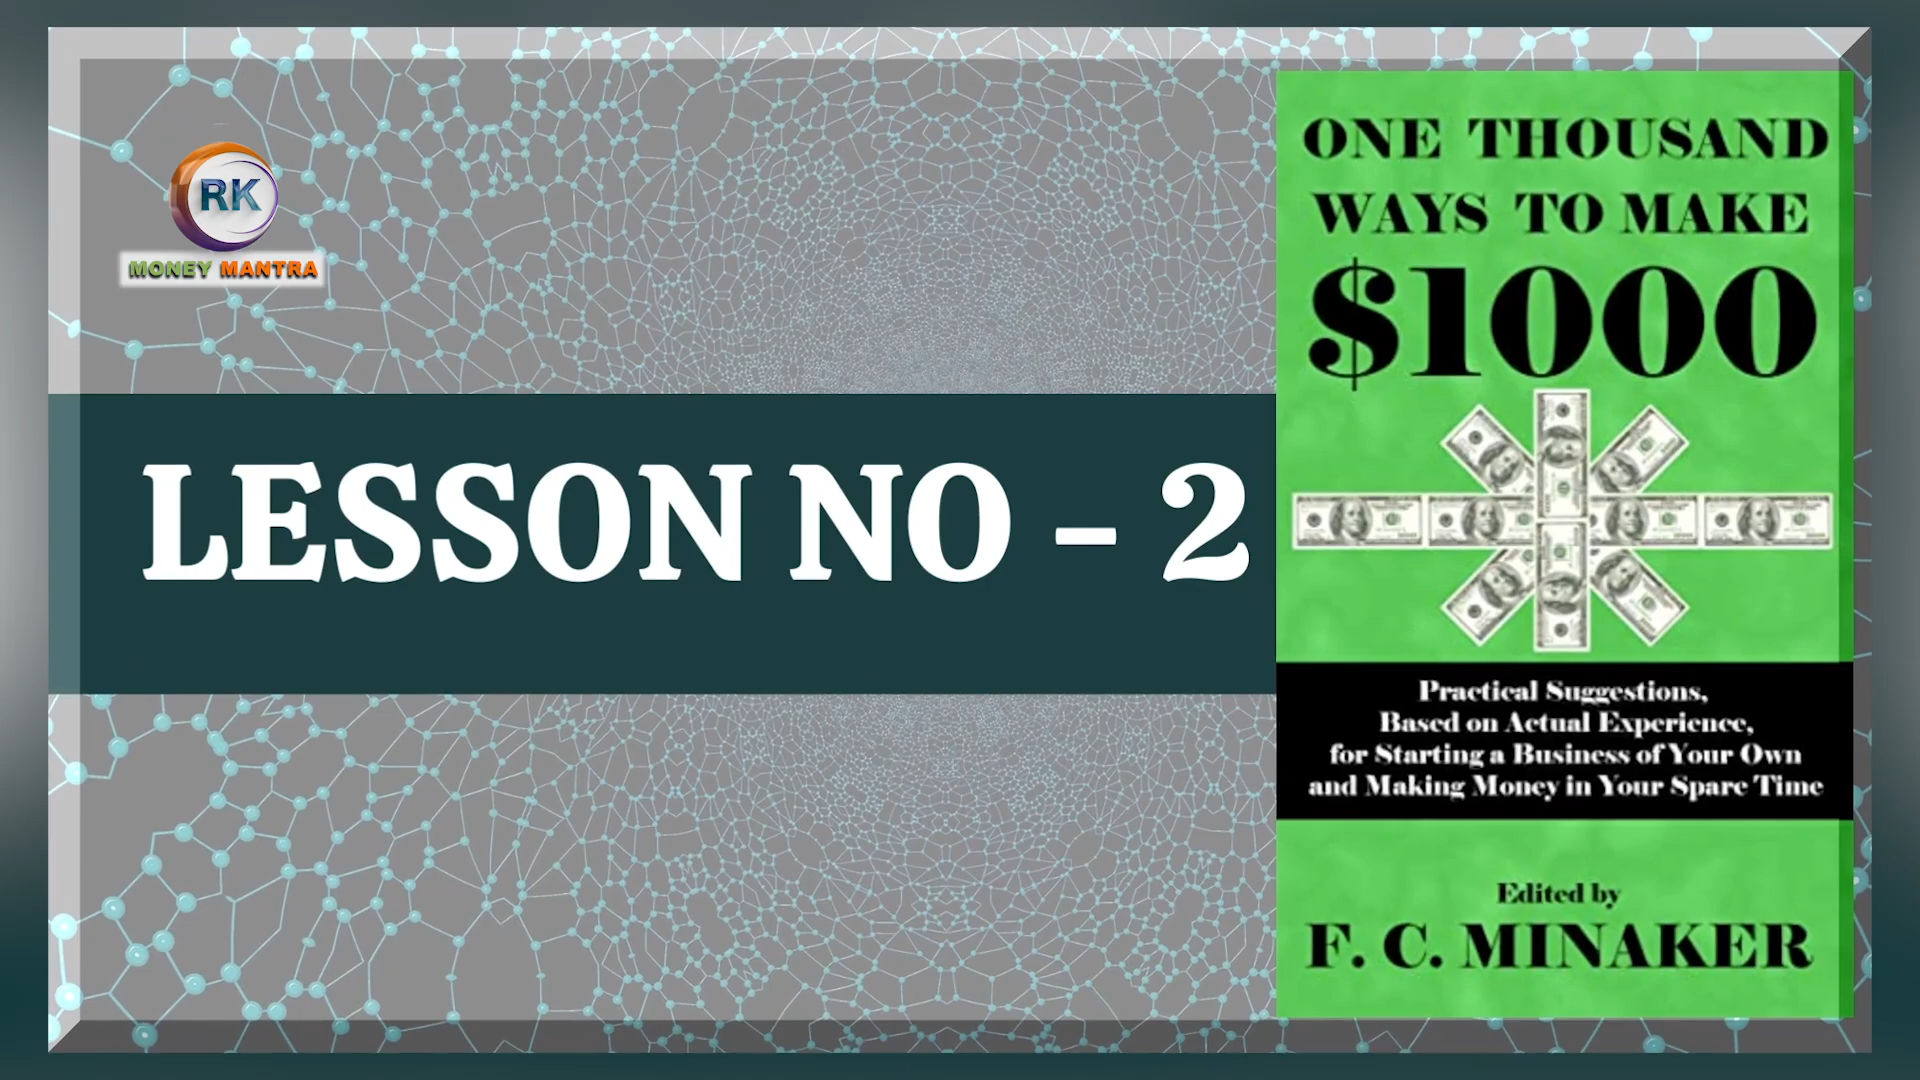 RK
MONEY MANTRA
LESSON NO - 2
ONE THOUSAND
WAYS TO MAKE
$1000
Practical Suggestions,
Based on Actual Experience,
for Starting a Business of Your Own
and Making Money in Your Spare Time
Edited by
F. C. MINAKER